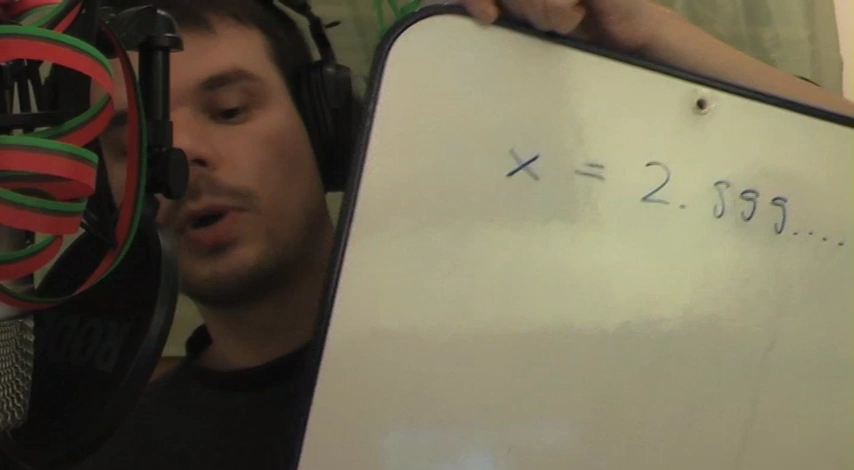 x = 2.999....